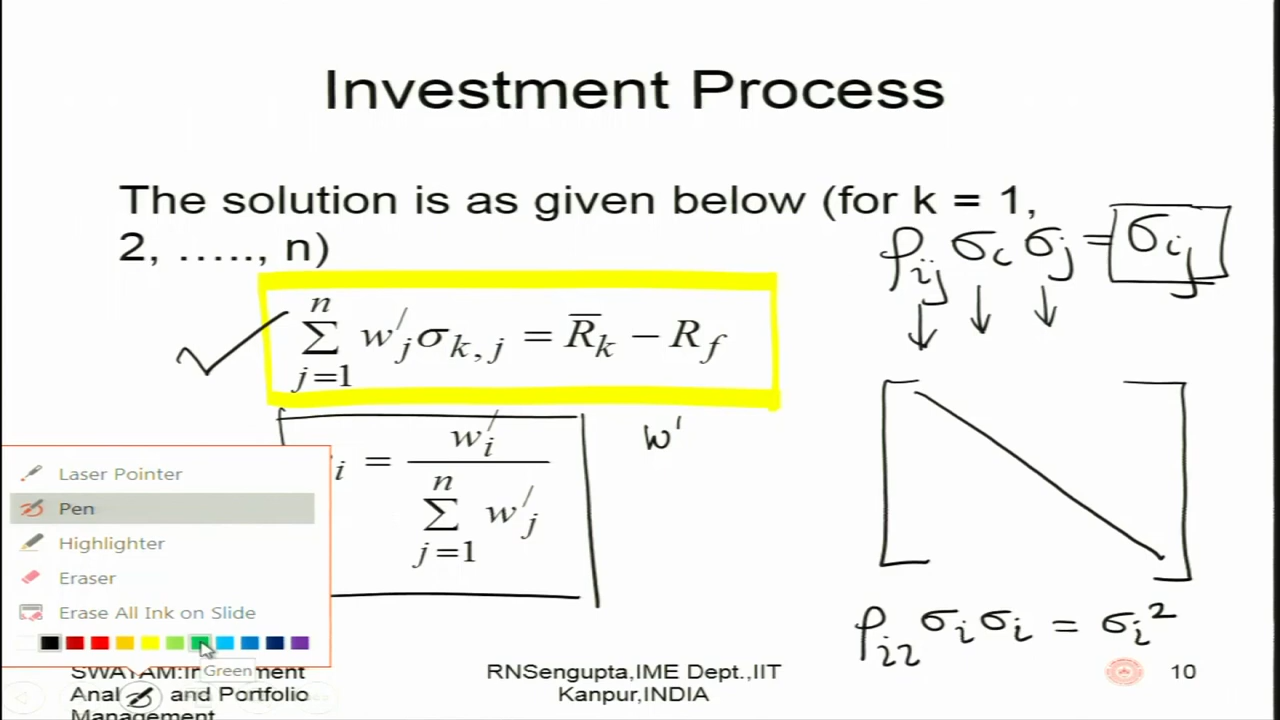 Investment Process
The solution is as given below (for k = 1,
2, ….., n)
ρij σi σj = σij
n
∑ w′j σk,j = R̅k − Rf
j=1
w′
i = w′i
n
∑ w′j
j=1
Laser Pointer
Pen
Highlighter
Eraser
Erase All Ink on Slide
Green
ρii σi σi = σi²
SWAYAM:In ment
Anal and Portfolio
Management
RNSengupta,IME Dept.,IIT
Kanpur,INDIA
10